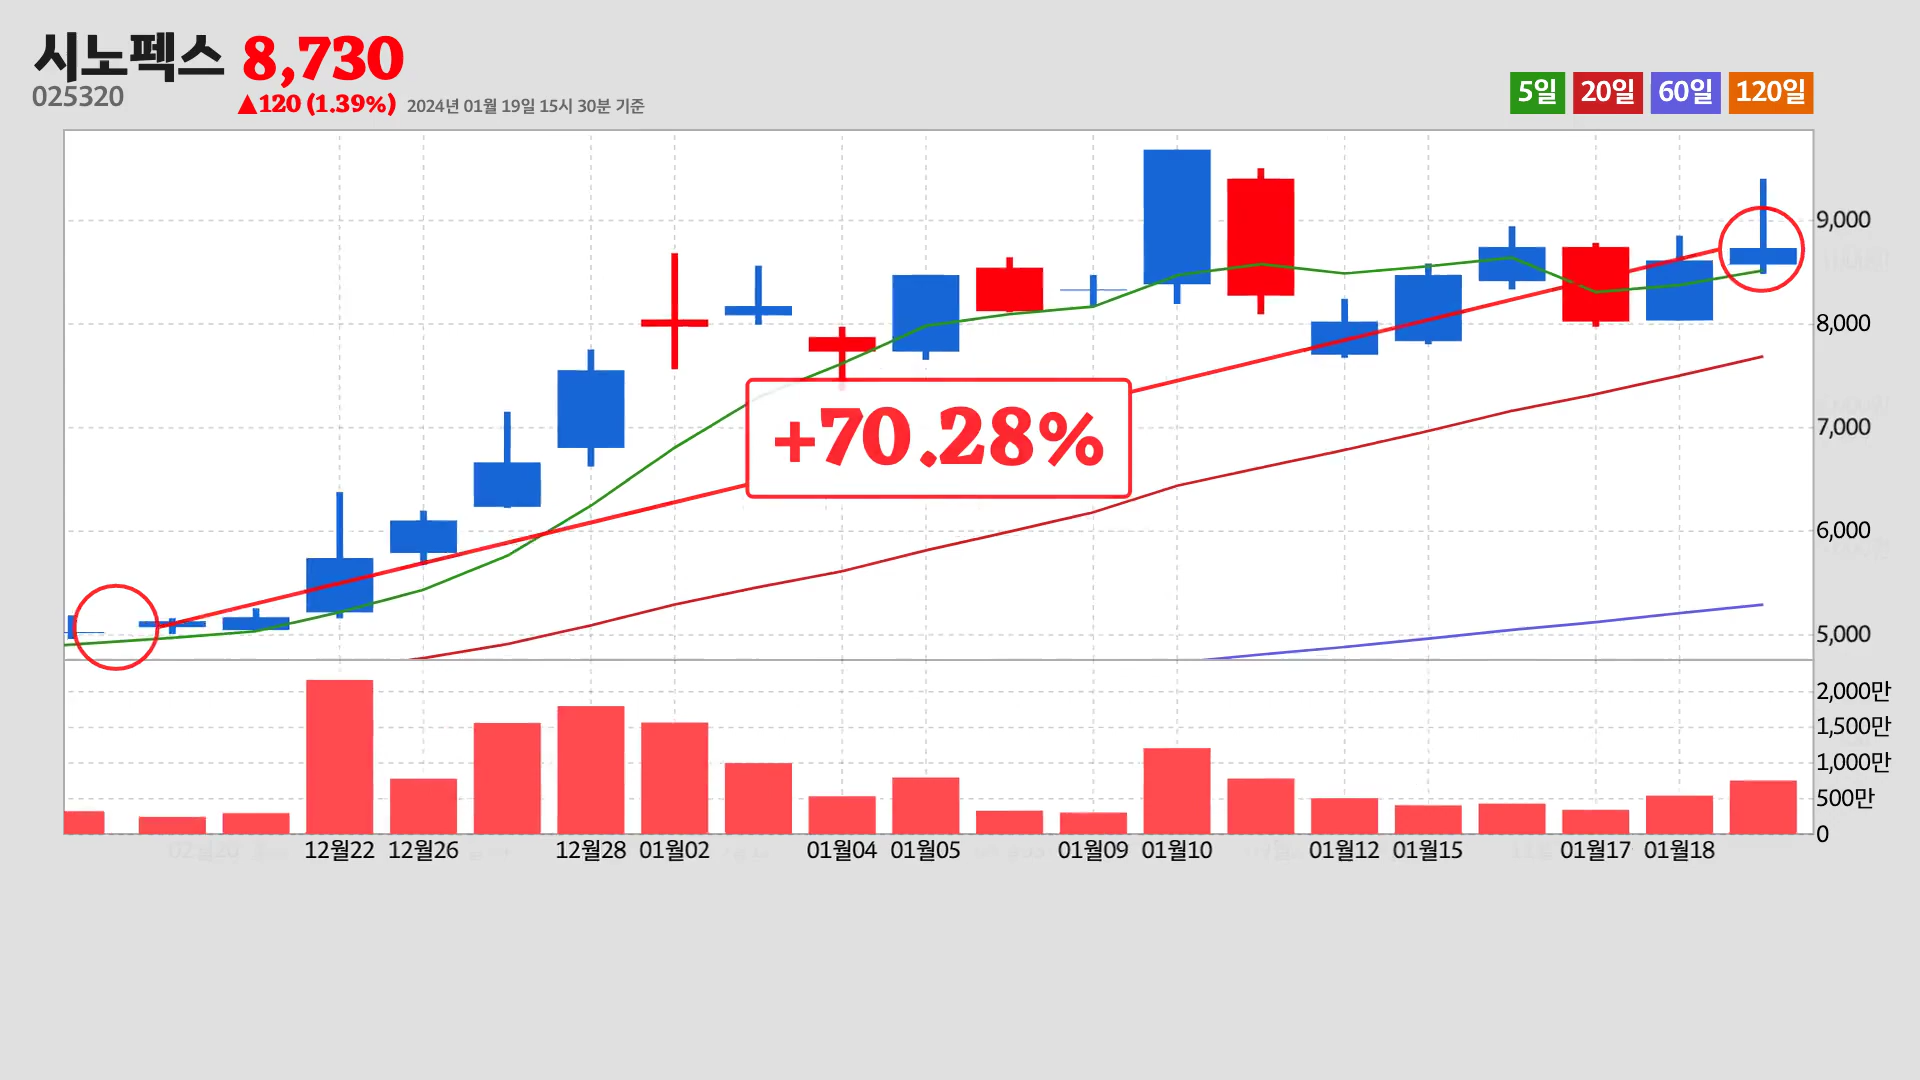 시노펙스 8,730
025320
▲120 (1.39%) 2024년 01월 19일 15시 30분 기준
5일 20일 60일 120일
9,000
8,000
7,000
6,000
5,000
+70.28%
2,000만
1,500만
1,000만
500만
0
12월22 12월26 12월28 01월02 01월04 01월05 01월09 01월10 01월12 01월15 01월17 01월18